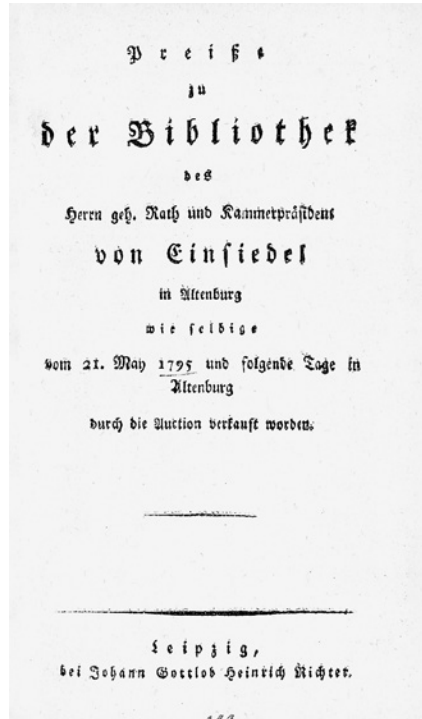 Preiße
zu
der Bibliothek
des
Herrn geh. Rath und Kammerpräsident
von Einsiedel
in Altenburg
wie selbige
vom 21. May 1795 und folgende Tage in
Altenburg
durch die Auction verkauft worden.
Leipzig,
bei Johann Gottlob Heinrich Richter.